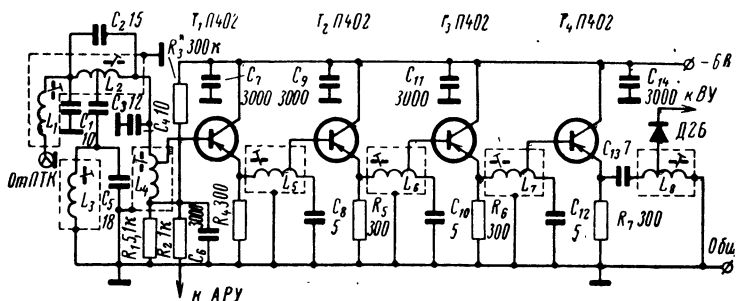 C2 15
T1 П402
T2 П402
T3 П402
T4 П402
R3* 300к
– 6 В
C7 3000
C9 3000
C11 3000
C14 3000
к ВУ
Д2Б
L1
L2
C1 10
C3 12
C4 10
От ПТК
L3
C5 18
L4
R1 5,1к
R2 1к
3000 C6
R4 300
L5
C8 5
R5 300
L6
C10 5
R6 300
L7
C12 5
C13 7
R7 300
L8
Общ.
к АРУ